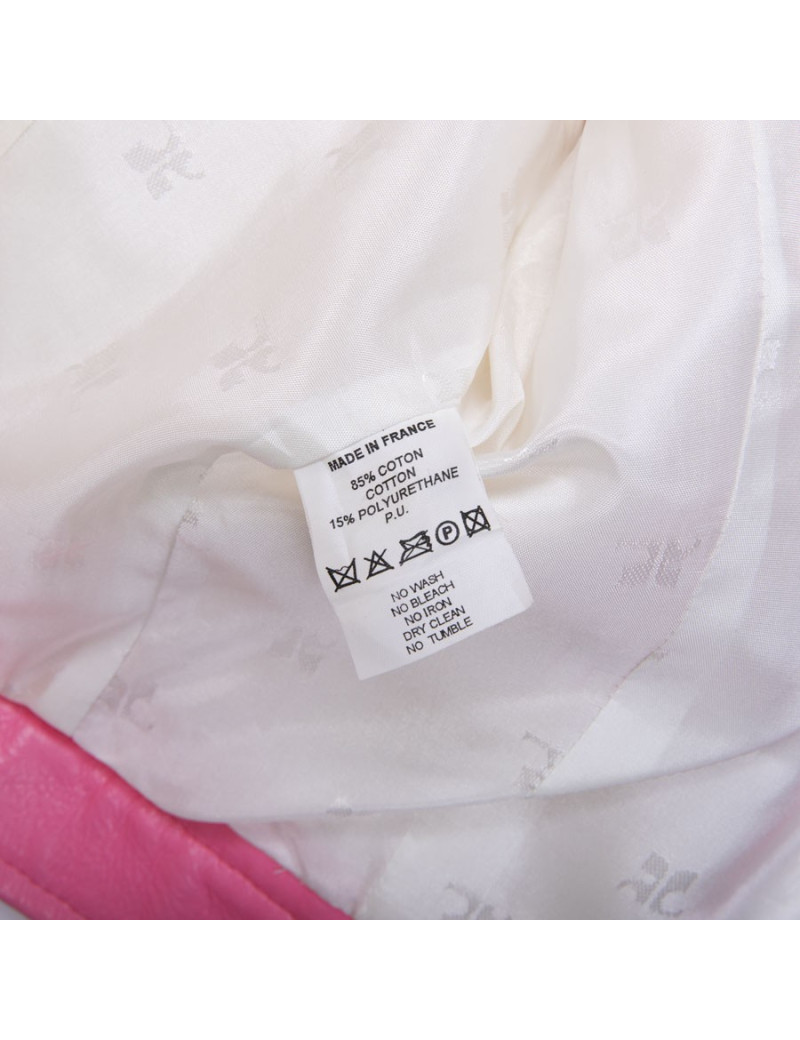 MADE IN FRANCE
85% COTON
COTTON
15% POLYURETHANE
P.U.
P
NO WASH
NO BLEACH
NO IRON
DRY CLEAN
NO TUMBLE